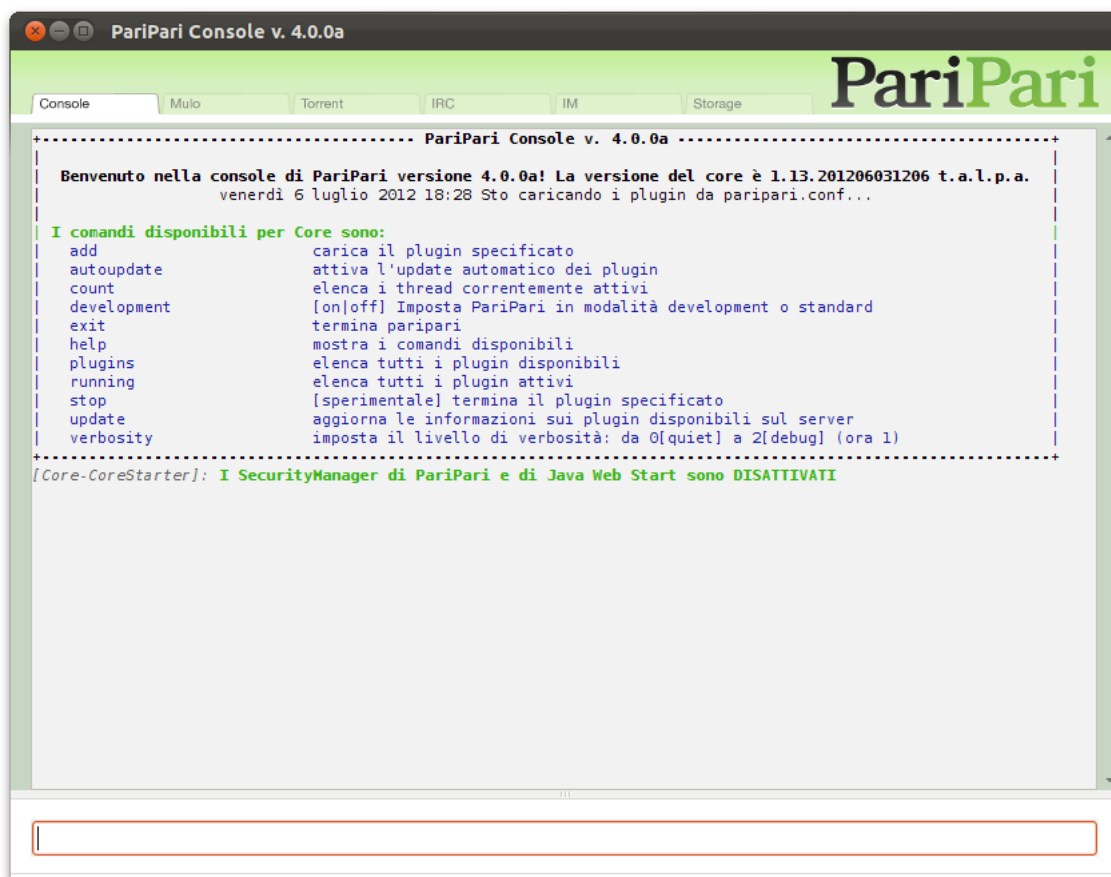 PariPari Console v. 4.0.0a
PariPari
Console Mulo Torrent IRC IM Storage
PariPari Console v. 4.0.0a
Benvenuto nella console di PariPari versione 4.0.0a! La versione del core è 1.13.201206031206 t.a.l.p.a.
venerdì 6 luglio 2012 18:28 Sto caricando i plugin da paripari.conf...
I comandi disponibili per Core sono:
add carica il plugin specificato
autoupdate attiva l'update automatico dei plugin
count elenca i thread correntemente attivi
development [on|off] Imposta PariPari in modalità development o standard
exit termina paripari
help mostra i comandi disponibili
plugins elenca tutti i plugin disponibili
running elenca tutti i plugin attivi
stop [sperimentale] termina il plugin specificato
update aggiorna le informazioni sui plugin disponibili sul server
verbosity imposta il livello di verbosità: da 0[quiet] a 2[debug] (ora 1)
[Core-CoreStarter]: I SecurityManager di PariPari e di Java Web Start sono DISATTIVATI